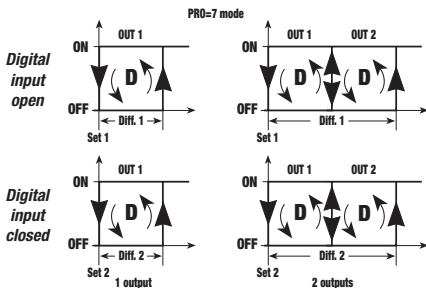 PRO=7 mode
Digital input open
ON
OUT 1
D
OFF
Diff. 1
Set 1
ON
OUT 1
OUT 2
D
D
OFF
Diff. 1
Set 1
Digital input closed
ON
OUT 1
D
OFF
Diff. 2
Set 2
1 output
ON
OUT 1
OUT 2
D
D
OFF
Diff. 2
Set 2
2 outputs